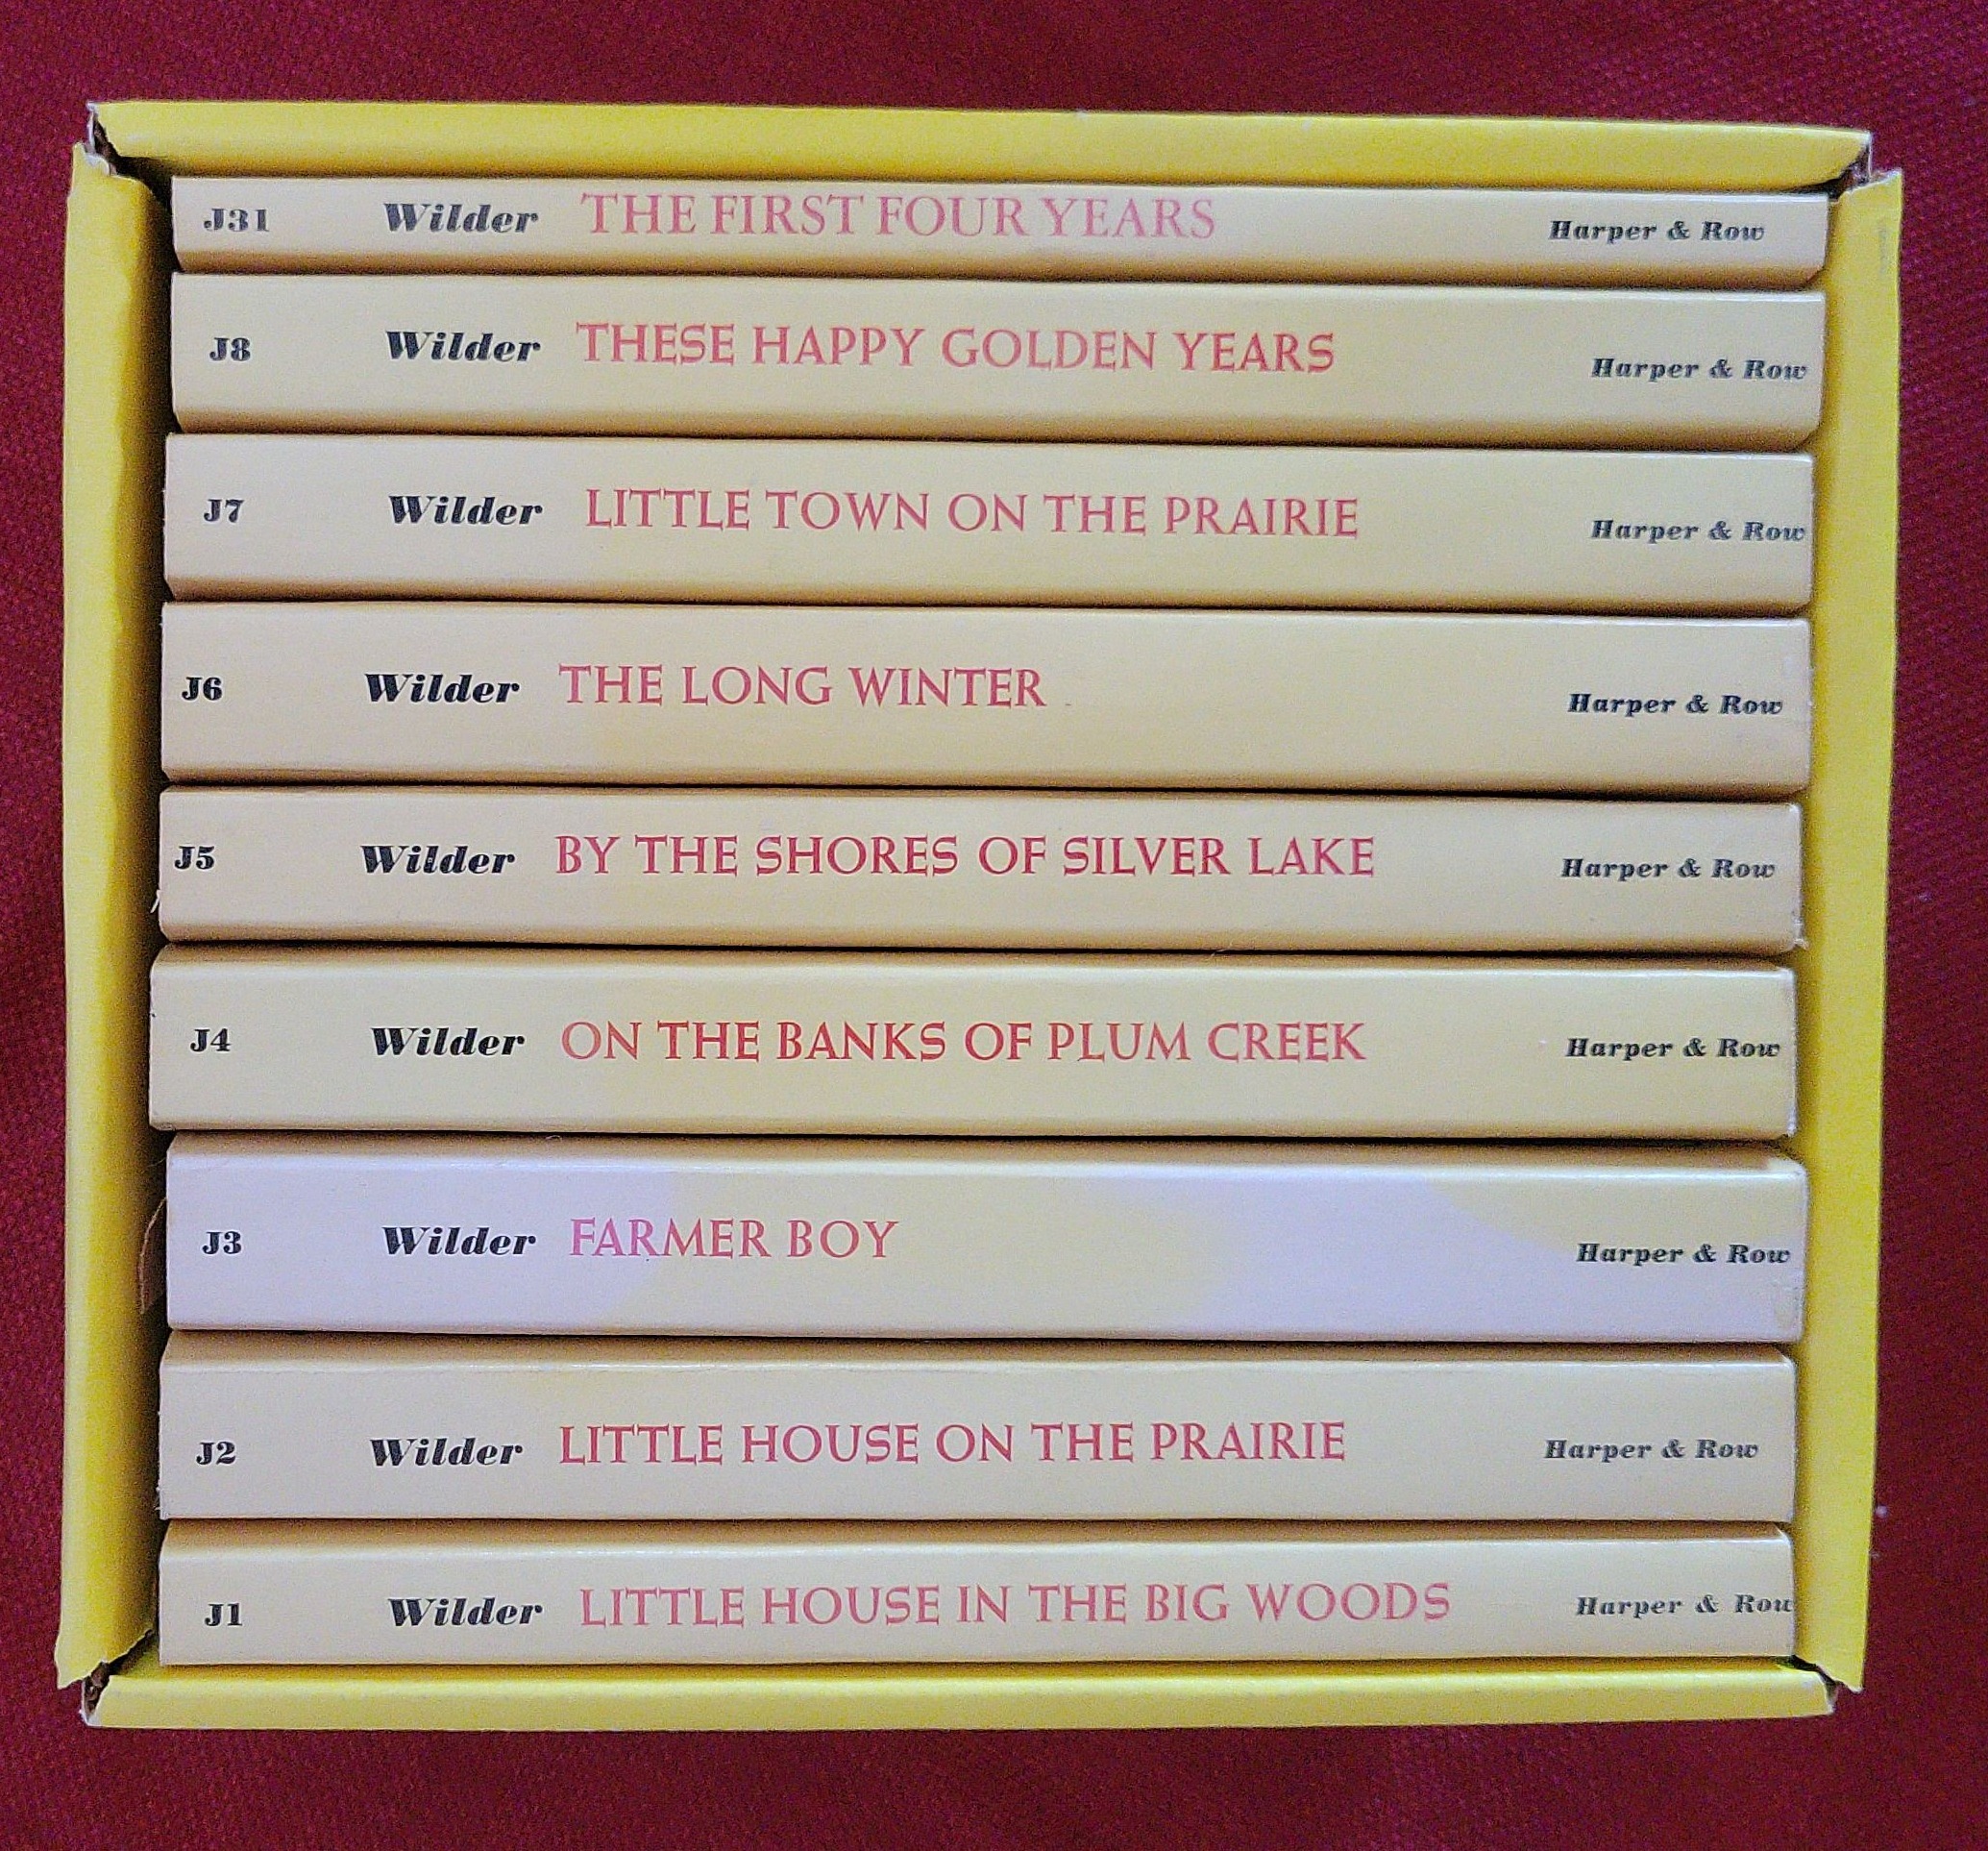 J31 Wilder THE FIRST FOUR YEARS Harper & Row
J8 Wilder THESE HAPPY GOLDEN YEARS Harper & Row
J7 Wilder LITTLE TOWN ON THE PRAIRIE Harper & Row
J6 Wilder THE LONG WINTER Harper & Row
J5 Wilder BY THE SHORES OF SILVER LAKE Harper & Row
J4 Wilder ON THE BANKS OF PLUM CREEK Harper & Row
J3 Wilder FARMER BOY Harper & Row
J2 Wilder LITTLE HOUSE ON THE PRAIRIE Harper & Row
J1 Wilder LITTLE HOUSE IN THE BIG WOODS Harper & Row